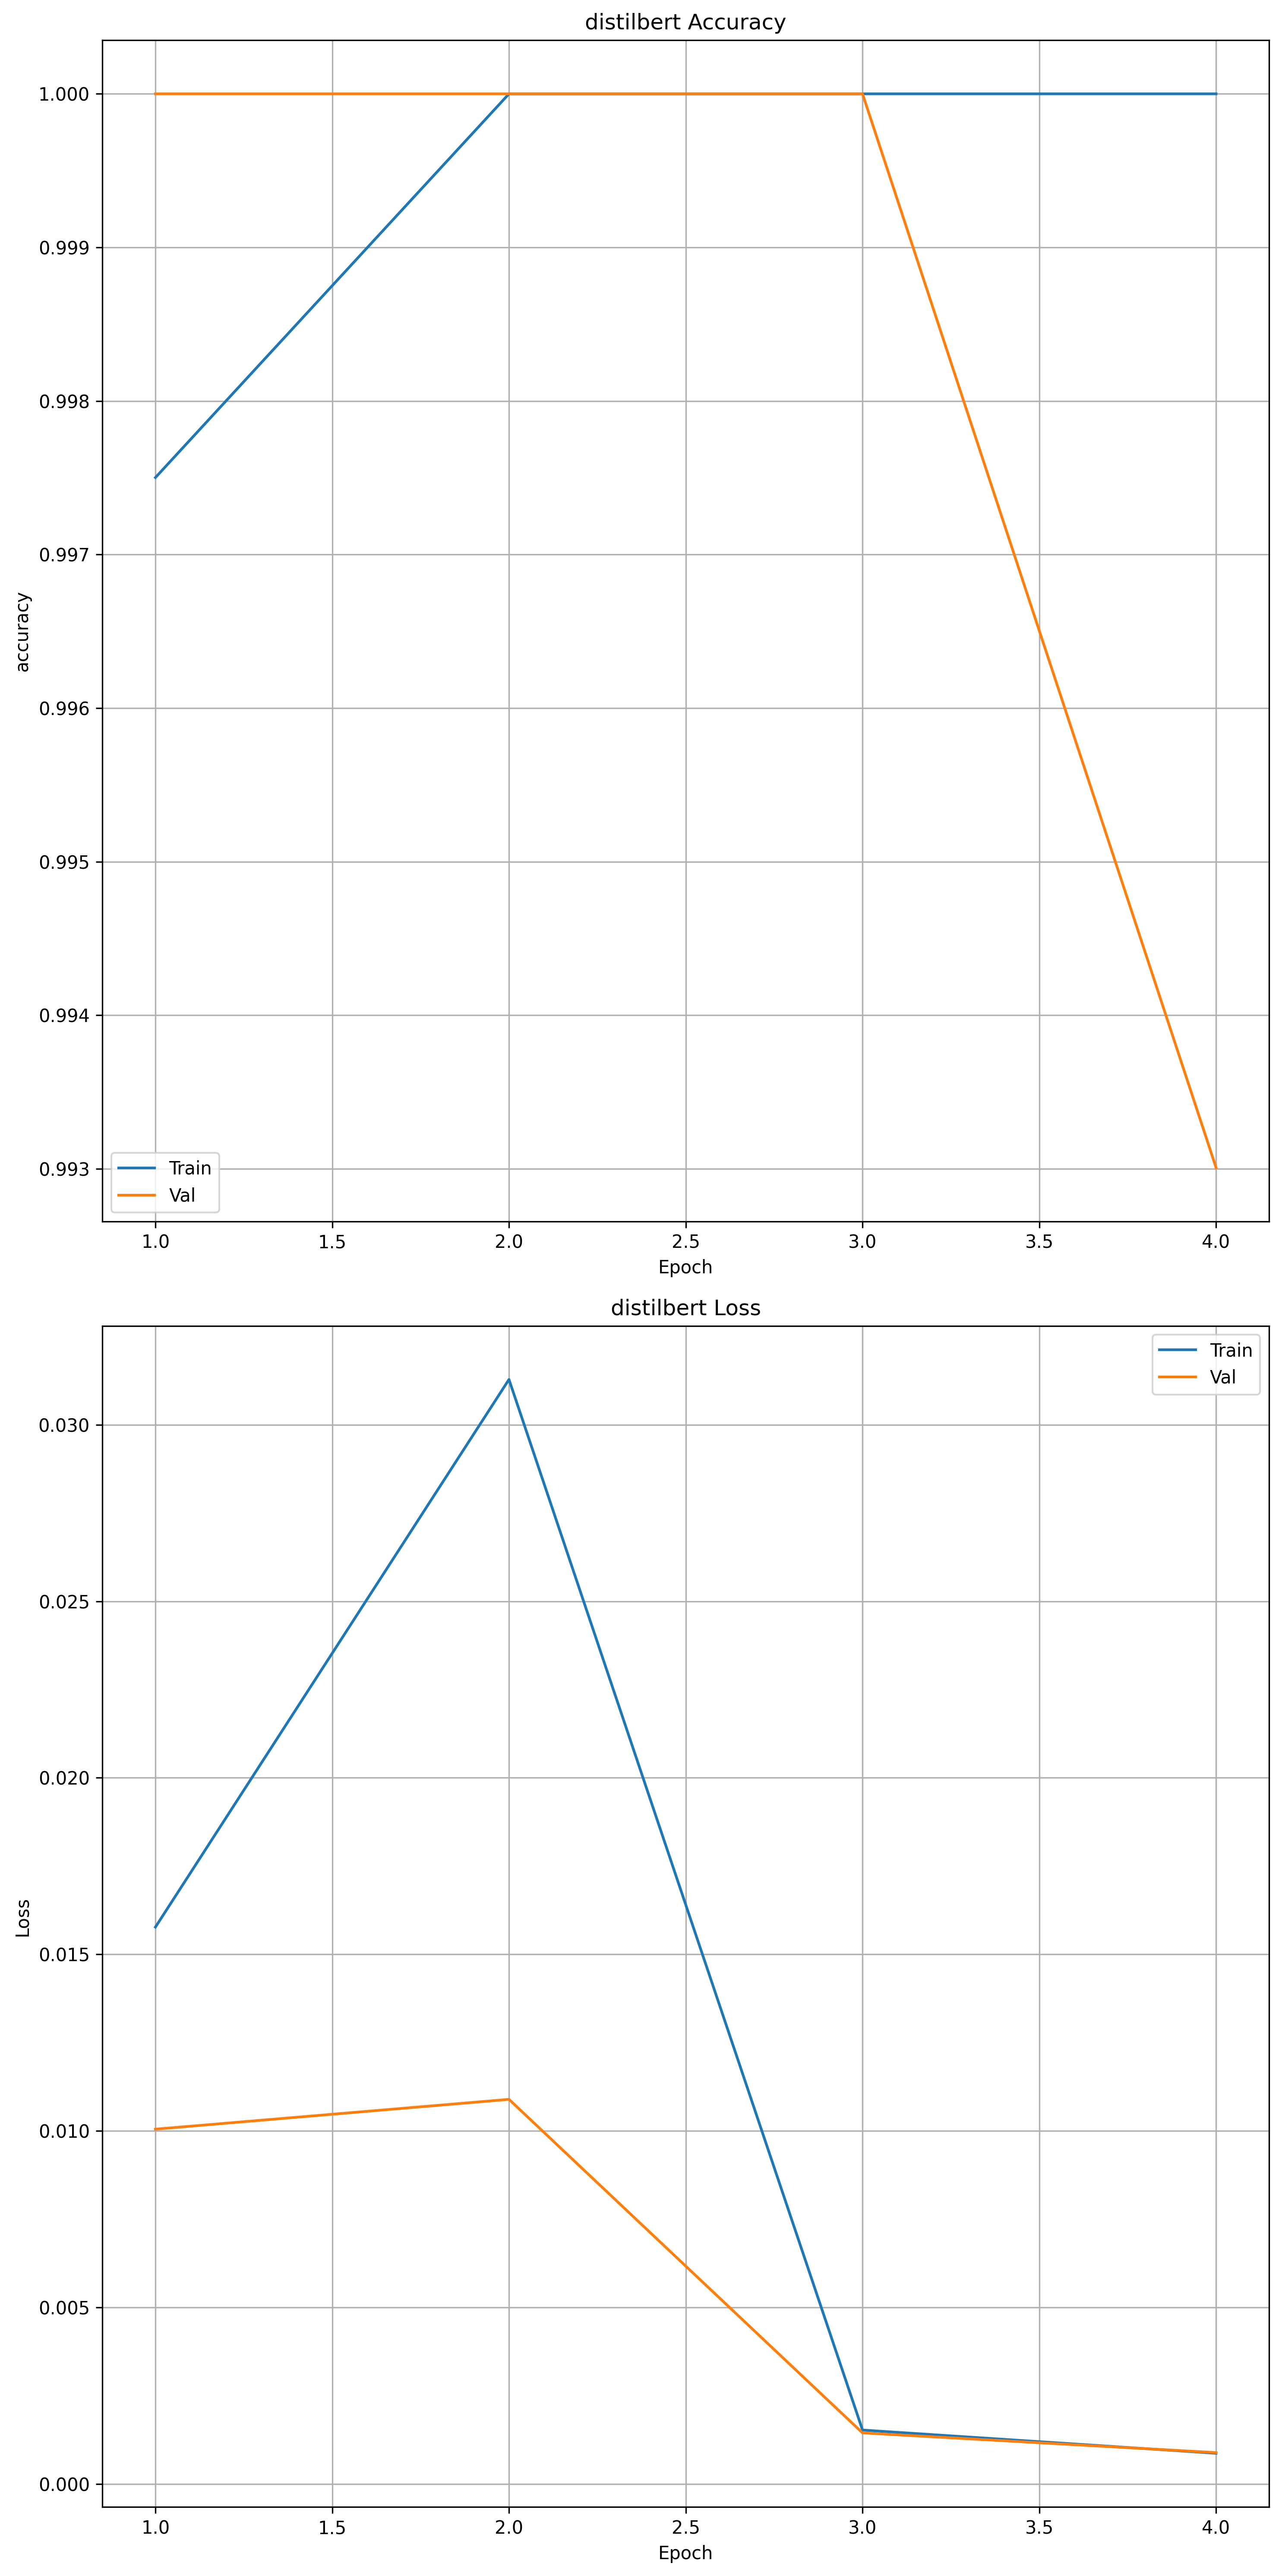 distilbert Accuracy
1.000
0.999
0.998
0.997
0.996
0.995
0.994
0.993
accuracy
Train
Val
1.0 1.5 2.0 2.5 3.0 3.5 4.0
Epoch
distilbert Loss
Train
Val
0.030
0.025
0.020
0.015
0.010
0.005
0.000
Loss
1.0 1.5 2.0 2.5 3.0 3.5 4.0
Epoch